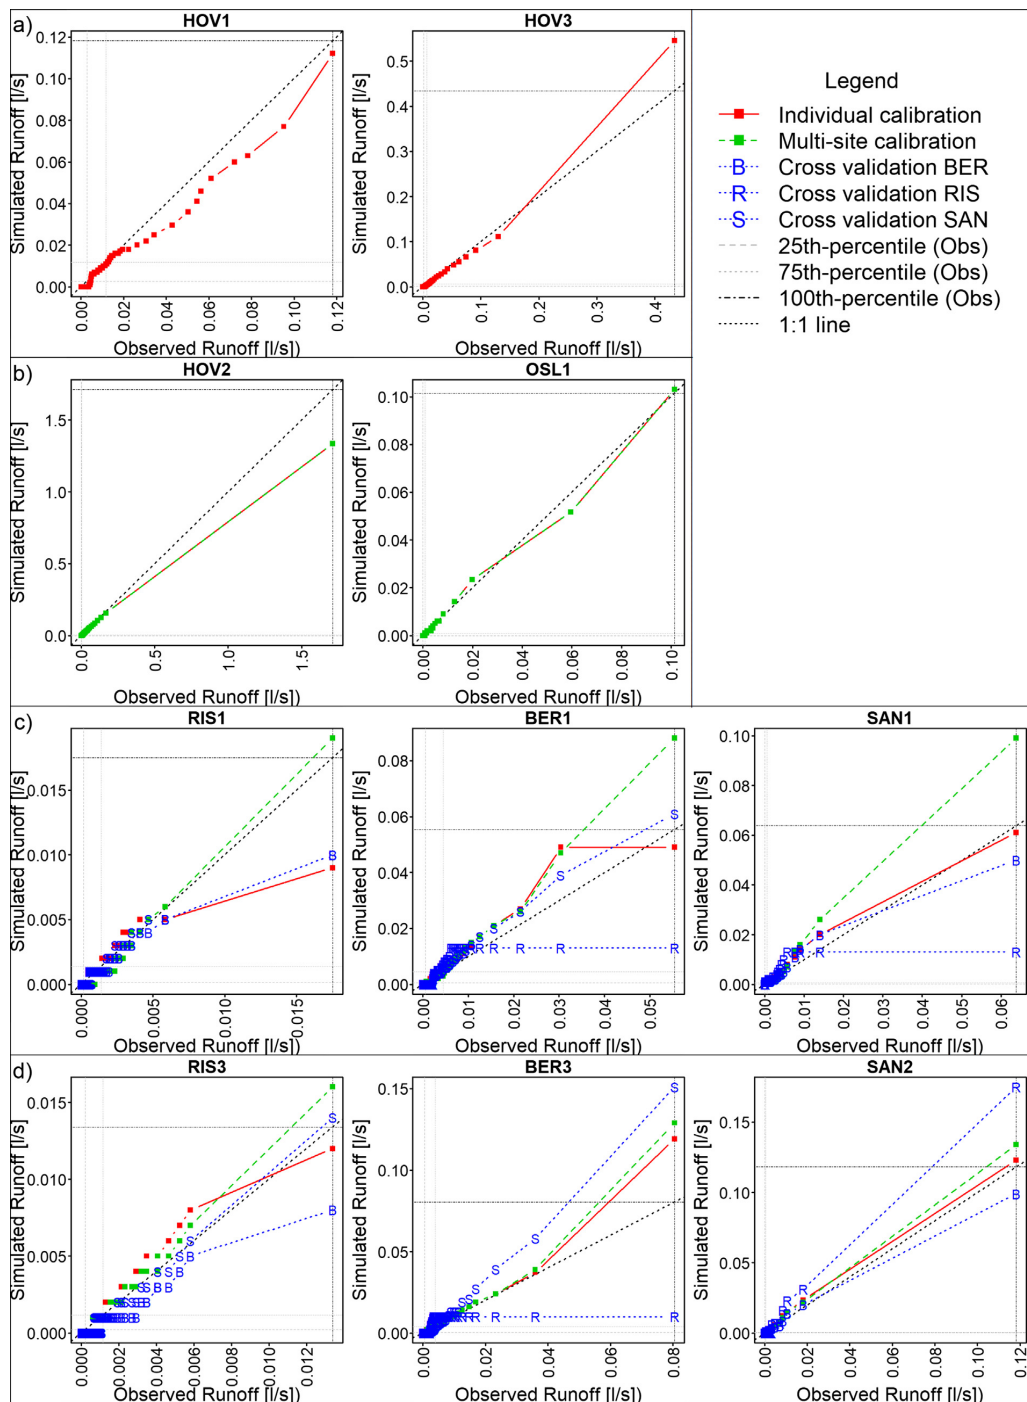 a)
HOV1
HOV3
Simulated Runoff [l/s]
0.12
0.10
0.08
0.06
0.04
0.02
0.00
0.00
0.02
0.04
0.06
0.08
0.10
0.12
Observed Runoff [l/s])
Simulated Runoff [l/s]
0.5
0.4
0.3
0.2
0.1
0.0
0.0
0.1
0.2
0.3
0.4
Observed Runoff [l/s])
Legend
Individual calibration
Multi-site calibration
B Cross validation BER
R Cross validation RIS
S Cross validation SAN
25th-percentile (Obs)
75th-percentile (Obs)
100th-percentile (Obs)
1:1 line
b)
HOV2
OSL1
Simulated Runoff [l/s]
1.5
1.0
0.5
0.0
0.0
0.5
1.0
1.5
Observed Runoff [l/s])
Simulated Runoff [l/s]
0.10
0.08
0.06
0.04
0.02
0.00
0.00
0.02
0.04
0.06
0.08
0.10
Observed Runoff [l/s])
c)
RIS1
BER1
SAN1
Simulated Runoff [l/s]
0.015
0.010
0.005
0.000
0.000
0.005
0.010
0.015
Observed Runoff [l/s])
Simulated Runoff [l/s]
0.08
0.06
0.04
0.02
0.00
0.00
0.01
0.02
0.03
0.04
0.05
Observed Runoff [l/s])
Simulated Runoff [l/s]
0.10
0.08
0.06
0.04
0.02
0.00
0.00
0.01
0.02
0.03
0.04
0.05
0.06
Observed Runoff [l/s])
d)
RIS3
BER3
SAN2
Simulated Runoff [l/s]
0.015
0.010
0.005
0.000
0.000
0.002
0.004
0.006
0.008
0.010
0.012
Observed Runoff [l/s])
Simulated Runoff [l/s]
0.15
0.10
0.05
0.00
0.00
0.02
0.04
0.06
0.08
Observed Runoff [l/s])
Simulated Runoff [l/s]
0.15
0.10
0.05
0.00
0.00
0.02
0.04
0.06
0.08
0.10
0.12
Observed Runoff [l/s])